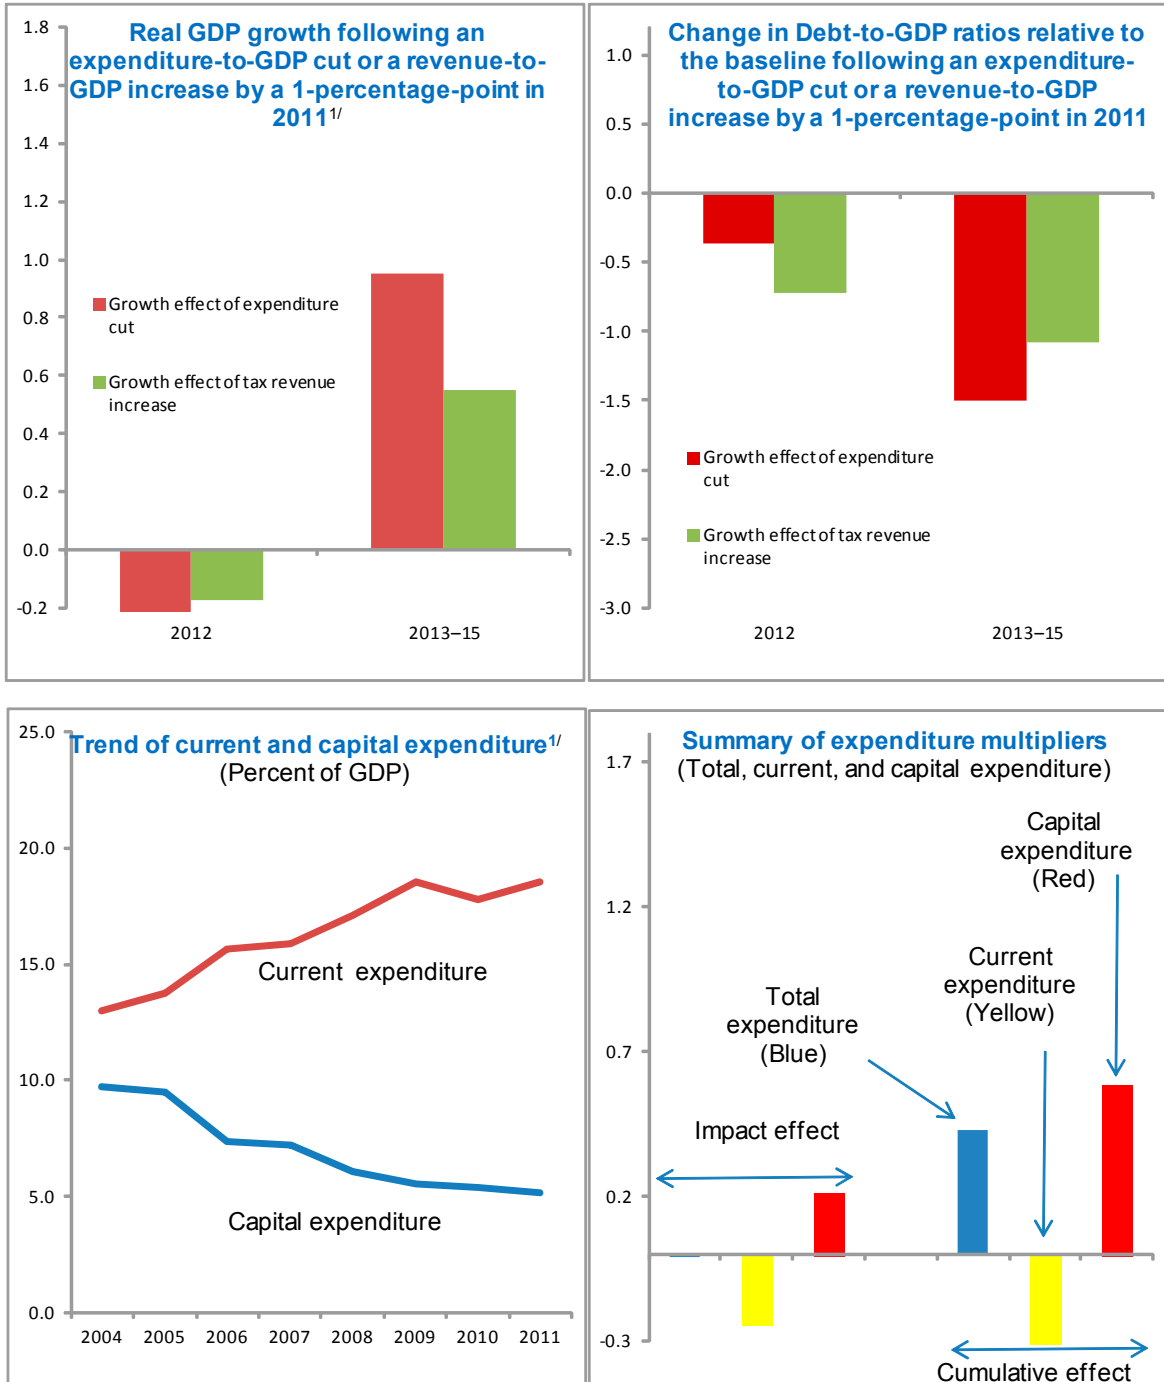 Real GDP growth following an
expenditure-to-GDP cut or a revenue-to-
GDP increase by a 1-percentage-point in
2011 1/
1.8
1.6
1.4
1.2
1.0
0.8
0.6
0.4
0.2
0.0
-0.2
Growth effect of expenditure
cut
Growth effect of tax revenue
increase
2012
2013–15
Change in Debt-to-GDP ratios relative to
the baseline following an expenditure-
to-GDP cut or a revenue-to-GDP
increase by a 1-percentage-point in 2011
1.0
0.5
0.0
-0.5
-1.0
-1.5
-2.0
-2.5
-3.0
Growth effect of expenditure
cut
Growth effect of tax revenue
increase
2012
2013–15
Trend of current and capital expenditure 1/
(Percent of GDP)
25.0
20.0
15.0
10.0
5.0
0.0
Current expenditure
Capital expenditure
2004 2005 2006 2007 2008 2009 2010 2011
Summary of expenditure multipliers
(Total, current, and capital expenditure)
1.7
1.2
0.7
0.2
-0.3
Capital
expenditure
(Red)
Current
expenditure
(Yellow)
Total
expenditure
(Blue)
Impact effect
Cumulative effect